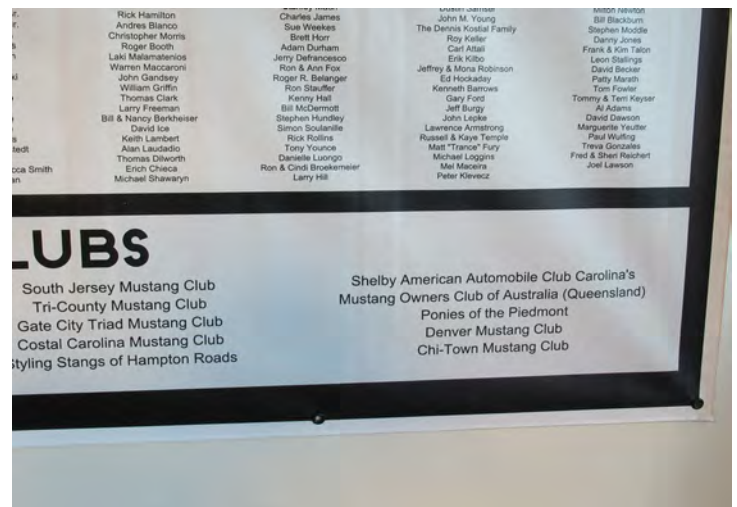 r.
r.
s
n
ki
s
tedt
cca Smith
an
Rick Hamilton
Andres Blanco
Christopher Morris
Roger Booth
Laki Malamatenios
Warren Maccaroni
John Gandsey
William Griffin
Thomas Clark
Larry Freeman
Bill & Nancy Berkheiser
David Ice
Keith Lambert
Alan Laudadio
Thomas Dilworth
Erich Chieca
Michael Shawaryn
Charles James
Sue Weekes
Brett Horr
Adam Durham
Jerry Defrancesco
Ron & Ann Fox
Roger R. Belanger
Ron Stauffer
Kenny Hall
Bill McDermott
Stephen Hundley
Simon Soulanille
Rick Rollins
Tony Younce
Danielle Luongo
Ron & Cindi Broekemeier
Larry Hill
John M. Young
The Dennis Kostial Family
Roy Keller
Carl Attali
Erik Kilbo
Jeffrey & Mona Robinson
Ed Hockaday
Kenneth Barrows
Gary Ford
Jeff Burgy
John Lepke
Lawrence Armstrong
Russell & Kaye Temple
Matt "Trance" Fury
Michael Loggins
Mel Maceira
Peter Klevecz
Milton Newton
Bill Blackburn
Stephen Moddle
Danny Jones
Frank & Kim Talon
Leon Stallings
David Becker
Patty Marath
Tom Fowler
Tommy & Terri Keyser
Al Adams
David Dawson
Marguerite Yeutter
Paul Wulfing
Treva Gonzales
Fred & Sheri Reichert
Joel Lawson
LUBS
South Jersey Mustang Club
Tri-County Mustang Club
Gate City Triad Mustang Club
Costal Carolina Mustang Club
Styling Stangs of Hampton Roads
Shelby American Automobile Club Carolina's
Mustang Owners Club of Australia (Queensland)
Ponies of the Piedmont
Denver Mustang Club
Chi-Town Mustang Club